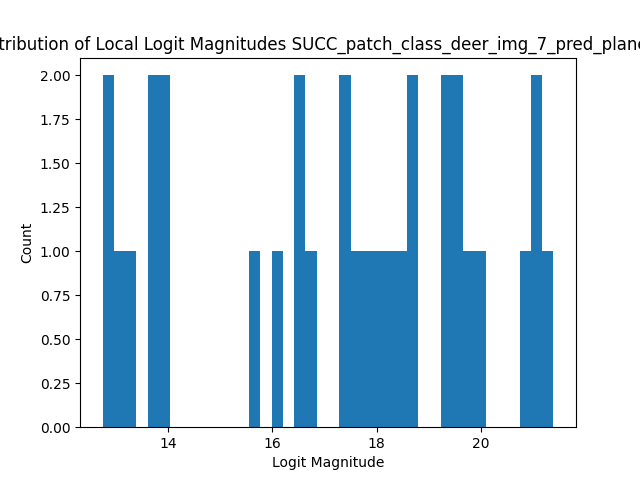 tribution of Local Logit Magnitudes SUCC_patch_class_deer_img_7_pred_plane
2.00
1.75
1.50
1.25
1.00
0.75
0.50
0.25
0.00
Count
14 16 18 20
Logit Magnitude